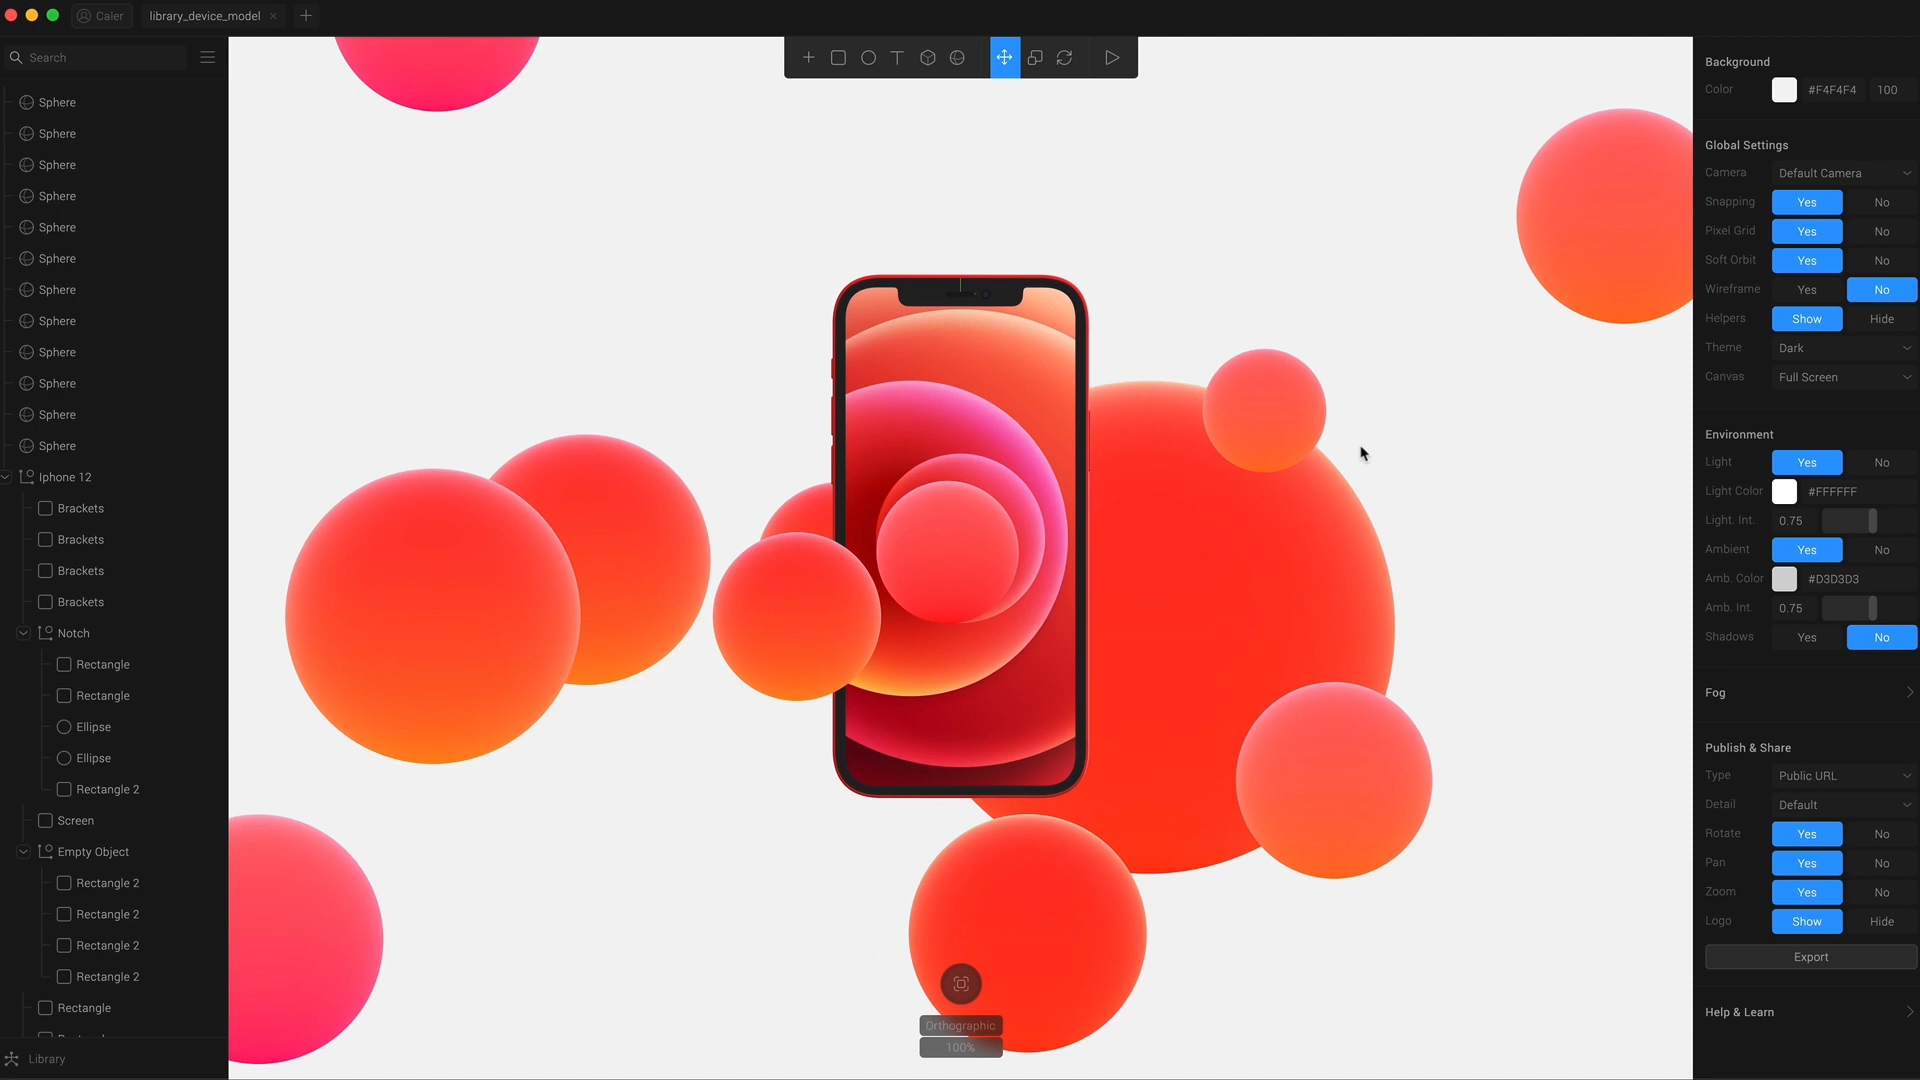 Caler
library_device_model
Search
Sphere
Sphere
Sphere
Sphere
Sphere
Sphere
Sphere
Sphere
Sphere
Sphere
Sphere
Sphere
Iphone 12
Brackets
Brackets
Brackets
Brackets
Notch
Rectangle
Rectangle
Ellipse
Ellipse
Rectangle 2
Screen
Empty Object
Rectangle 2
Rectangle 2
Rectangle 2
Rectangle 2
Rectangle
Library
Orthographic
100%
Background
Color #F4F4F4 100
Global Settings
Camera Default Camera
Snapping Yes No
Pixel Grid Yes No
Soft Orbit Yes No
Wireframe Yes No
Helpers Show Hide
Theme Dark
Canvas Full Screen
Environment
Light Yes No
Light Color #FFFFFF
Light. Int. 0.75
Ambient Yes No
Amb. Color #D3D3D3
Amb. Int. 0.75
Shadows Yes No
Fog
Publish & Share
Type Public URL
Detail Default
Rotate Yes No
Pan Yes No
Zoom Yes No
Logo Show Hide
Export
Help & Learn